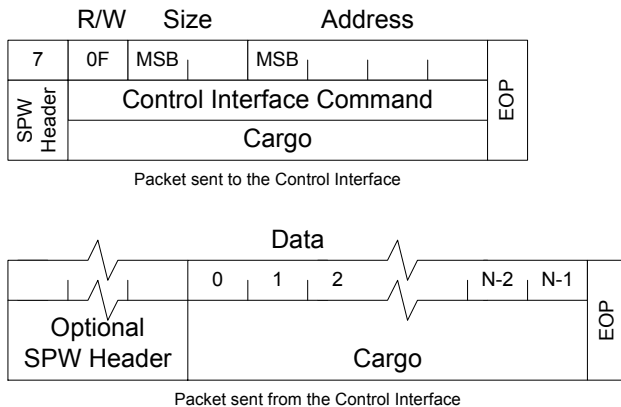 R/W Size Address
7 0F MSB MSB
SPW Header
Control Interface Command
EOP
Cargo
Packet sent to the Control Interface
Data
0 1 2 N-2 N-1
Optional
SPW Header
Cargo
EOP
Packet sent from the Control Interface